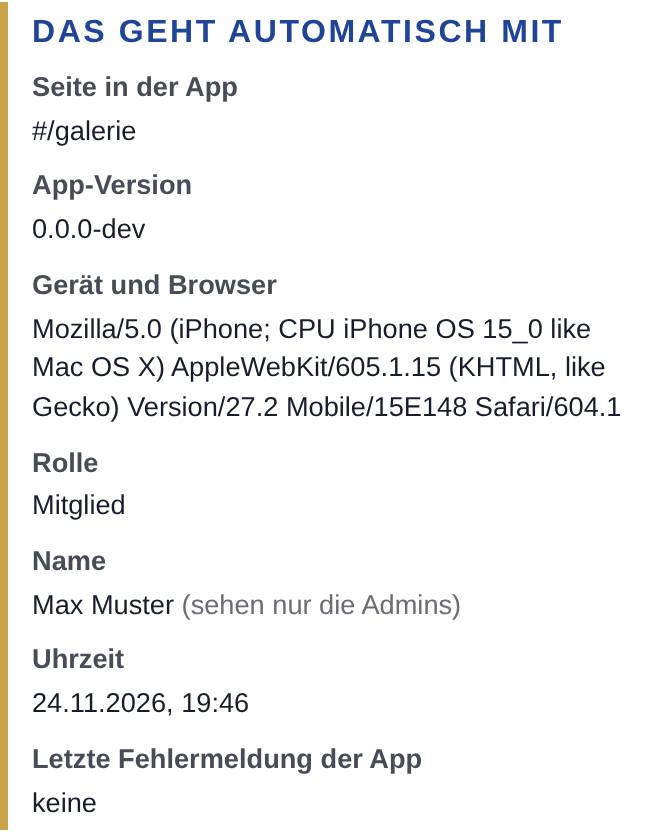 DAS GEHT AUTOMATISCH MIT
Seite in der App
#/galerie
App-Version
0.0.0-dev
Gerät und Browser
Mozilla/5.0 (iPhone; CPU iPhone OS 15_0 like
Mac OS X) AppleWebKit/605.1.15 (KHTML, like
Gecko) Version/27.2 Mobile/15E148 Safari/604.1
Rolle
Mitglied
Name
Max Muster (sehen nur die Admins)
Uhrzeit
24.11.2026, 19:46
Letzte Fehlermeldung der App
keine